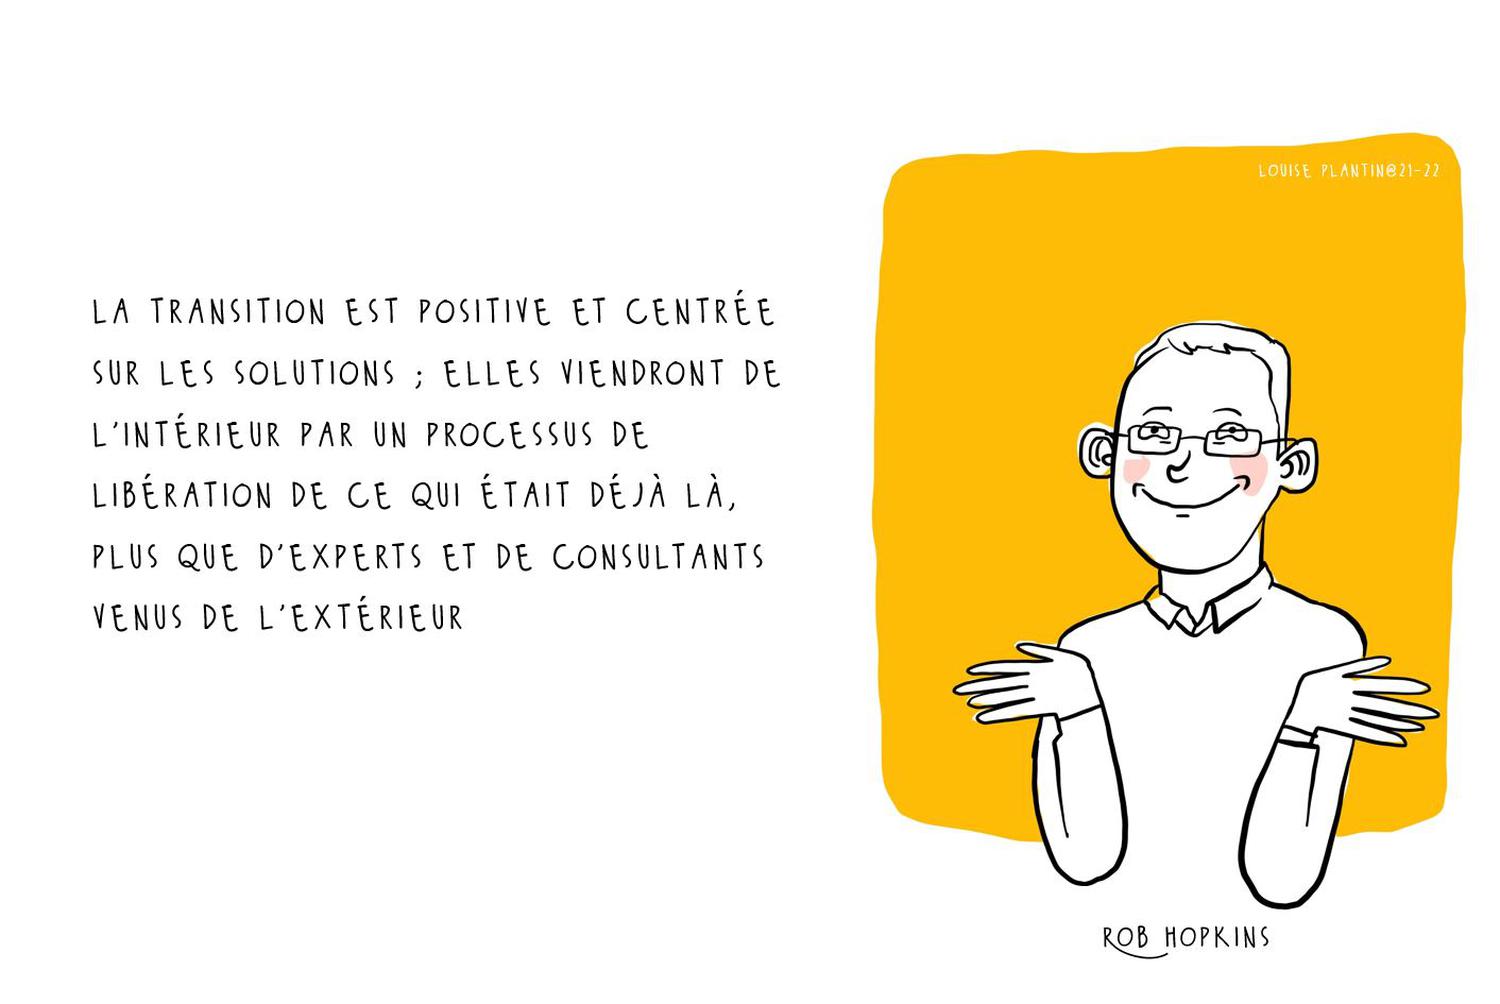 LOUISE PLANTIN@21-22
LA TRANSITION EST POSITIVE ET CENTRÉE
SUR LES SOLUTIONS ; ELLES VIENDRONT DE
L'INTÉRIEUR PAR UN PROCESSUS DE
LIBÉRATION DE CE QUI ÉTAIT DÉJÀ LÀ,
PLUS QUE D'EXPERTS ET DE CONSULTANTS
VENUS DE L'EXTÉRIEUR
ROB HOPKINS